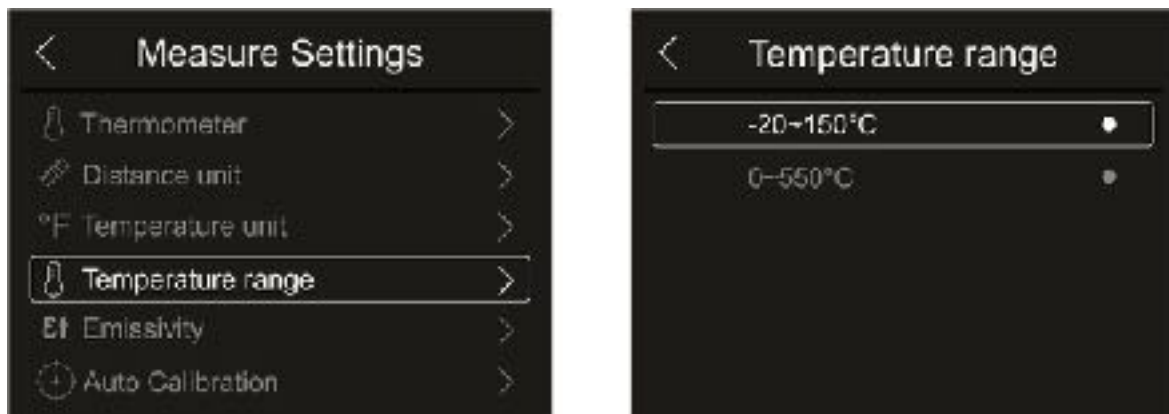 Measure Settings
Thermometer
Distance unit
°F Temperature unit
Temperature range
Emissivity
Auto Calibration
Temperature range
-20~150°C
0~550°C